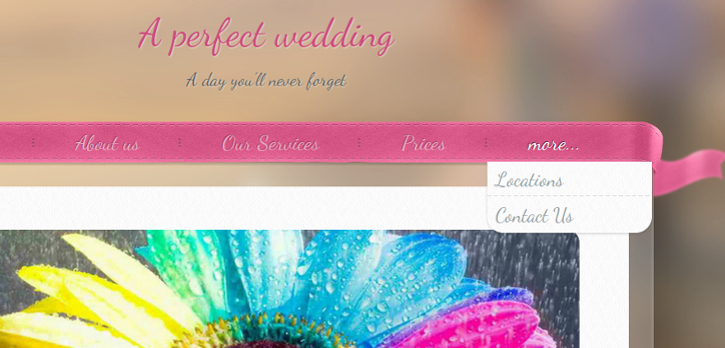 A perfect wedding
A day you'll never forget
About us
Our Services
Prices
more...
Locations
Contact Us